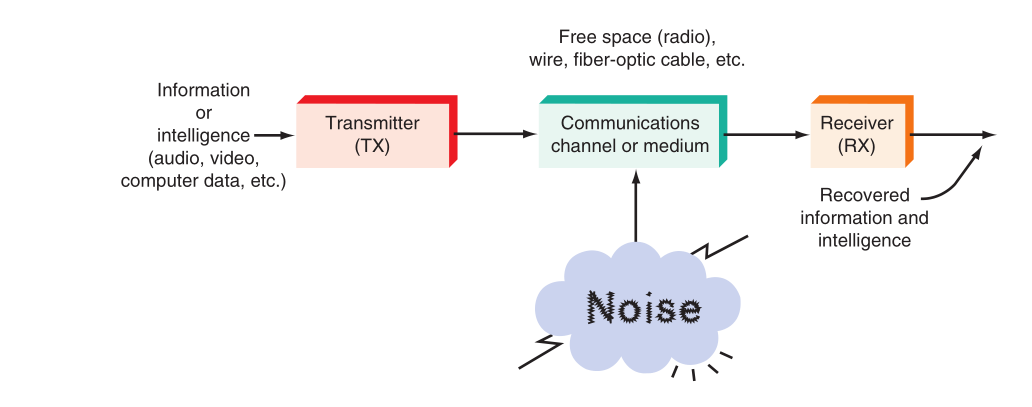 Free space (radio),
wire, fiber-optic cable, etc.
Information
or
intelligence
(audio, video,
computer data, etc.)
Transmitter
(TX)
Communications
channel or medium
Receiver
(RX)
Recovered
information and
intelligence
Noise